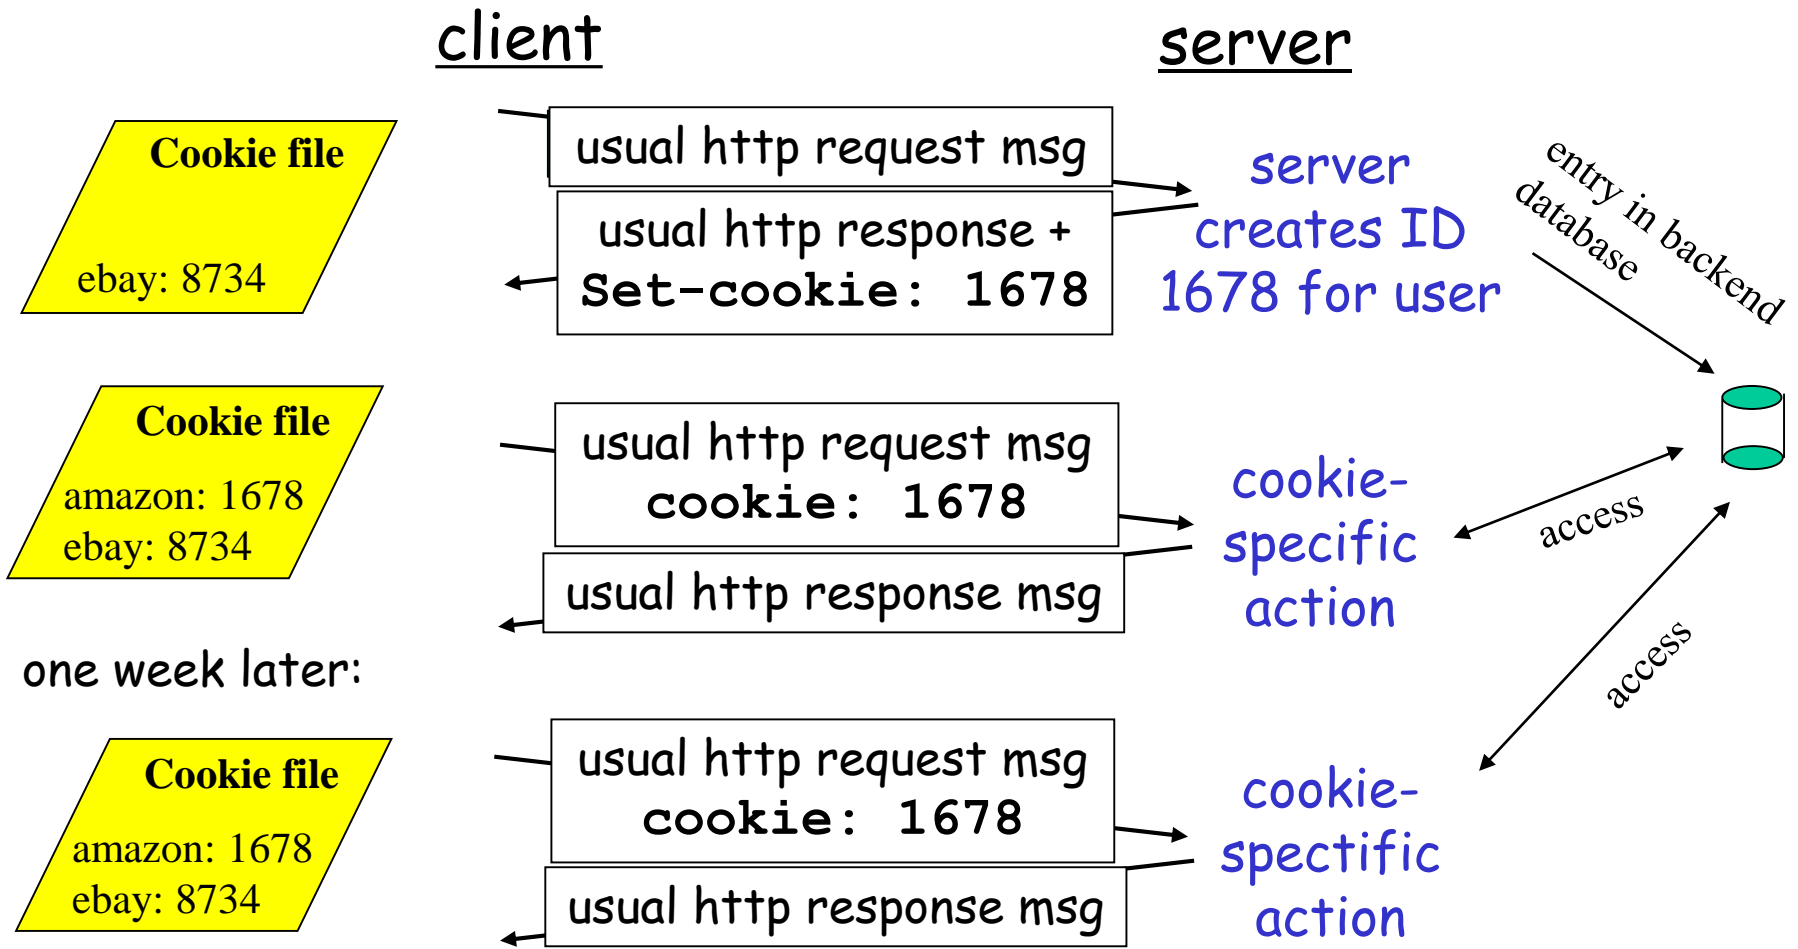 client
server
Cookie file
ebay: 8734
usual http request msg
usual http response +
Set-cookie: 1678
server
creates ID
1678 for user
entry in backend
database
Cookie file
amazon: 1678
ebay: 8734
usual http request msg
cookie: 1678
usual http response msg
cookie-
specific
action
access
one week later:
access
Cookie file
amazon: 1678
ebay: 8734
usual http request msg
cookie: 1678
usual http response msg
cookie-
spectific
action